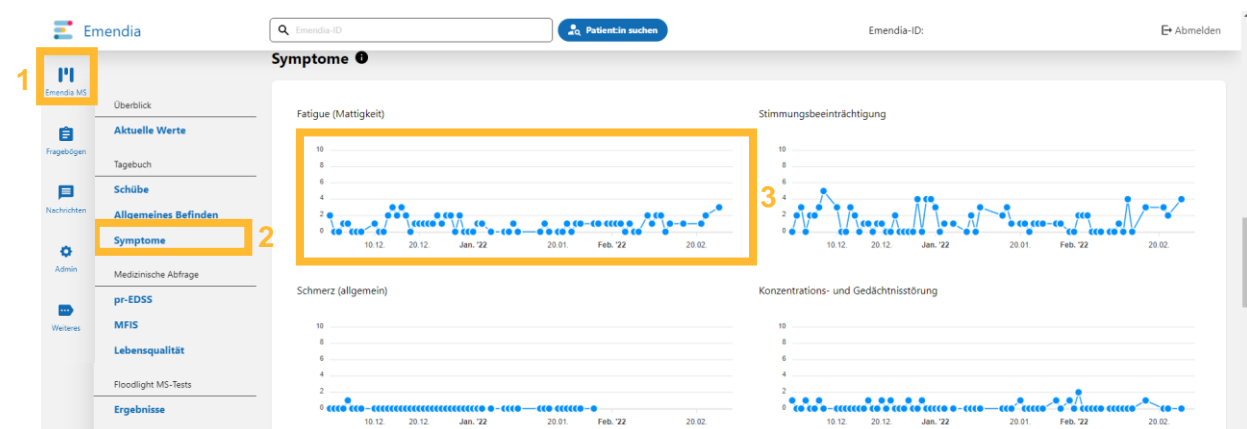 Emendia
Emendia-ID
Patient:in suchen
Emendia-ID:
Abmelden
1
Emendia MS
Fragebögen
Nachrichten
Admin
Weiteres
Überblick
Aktuelle Werte
Tagebuch
Schübe
Allgemeines Befinden
Symptome
2
Medizinische Abfrage
pr-EDSS
MFIS
Lebensqualität
Floodlight MS-Tests
Ergebnisse
Symptome
Fatigue (Mattigkeit)
10
8
6
4
2
0
10.12. 20.12. Jan. '22 20.01. Feb. '22 20.02.
3
Stimmungsbeeinträchtigung
10
8
6
4
2
0
10.12. 20.12. Jan. '22 20.01. Feb. '22 20.02.
Schmerz (allgemein)
10
8
6
4
2
0
10.12. 20.12. Jan. '22 20.01. Feb. '22 20.02.
Konzentrations- und Gedächtnisstörung
10
8
6
4
2
0
10.12. 20.12. Jan. '22 20.01. Feb. '22 20.02.